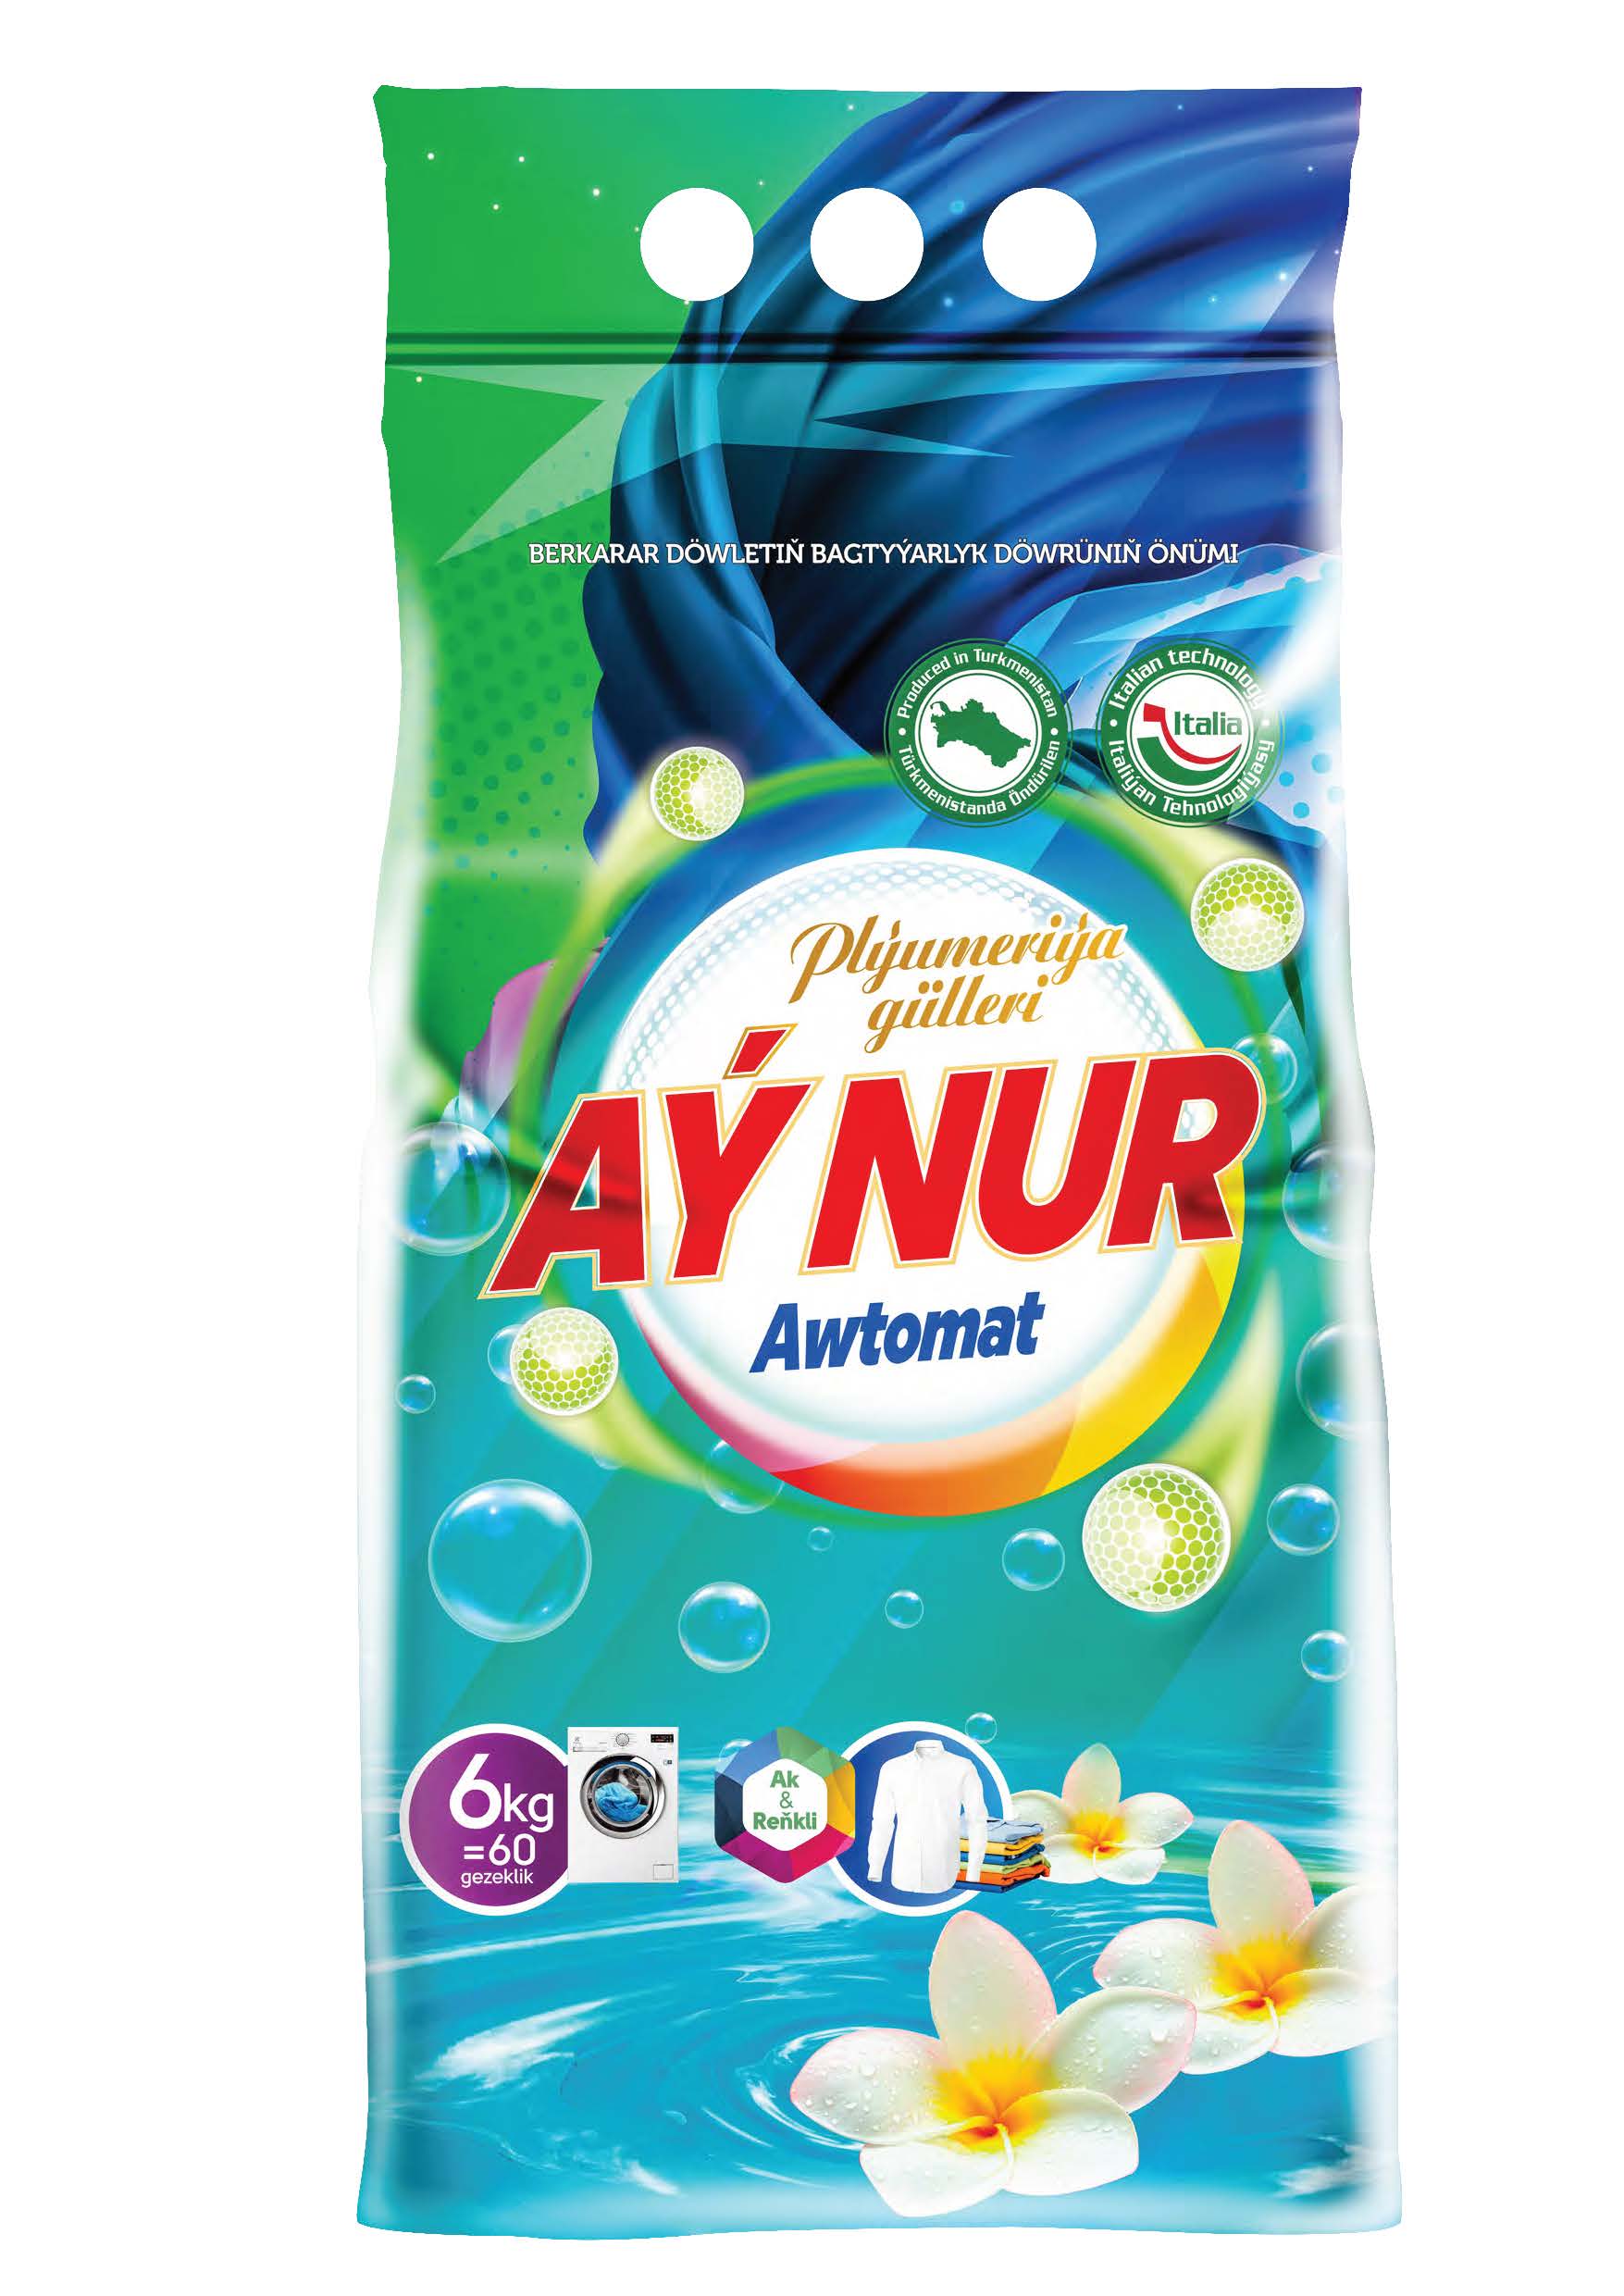 BERKARAR DÖWLETIŇ BAGTYÝARLYK DÖWRÜNIŇ ÖNÜMI
Produced in Turkmenistan
Türkmenistanda Öndürilen
Italian technology
Italia
Italiýan Tehnologiýasy
Plýumeriýa
gülleri
AÝ NUR
Awtomat
6kg
=60
gezeklik
Ak
&
Reňkli